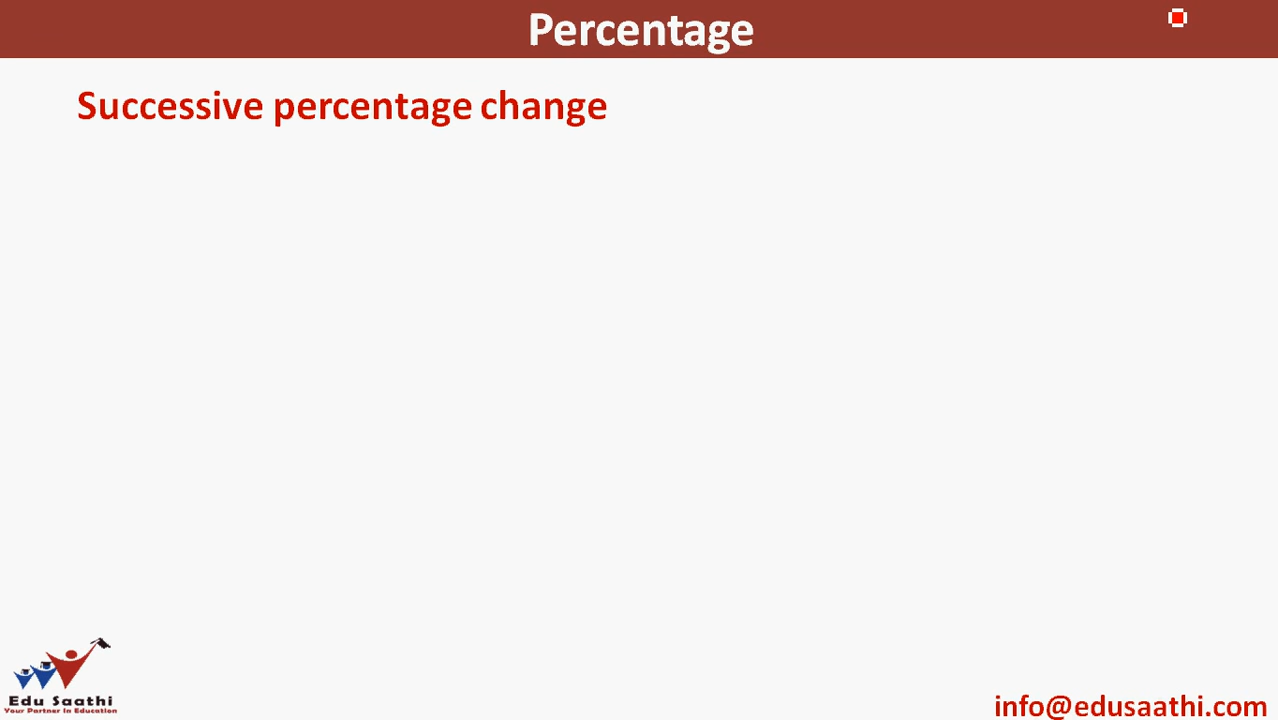 Percentage
Successive percentage change
Edu Saathi
Your Partner In Education
info@edusaathi.com